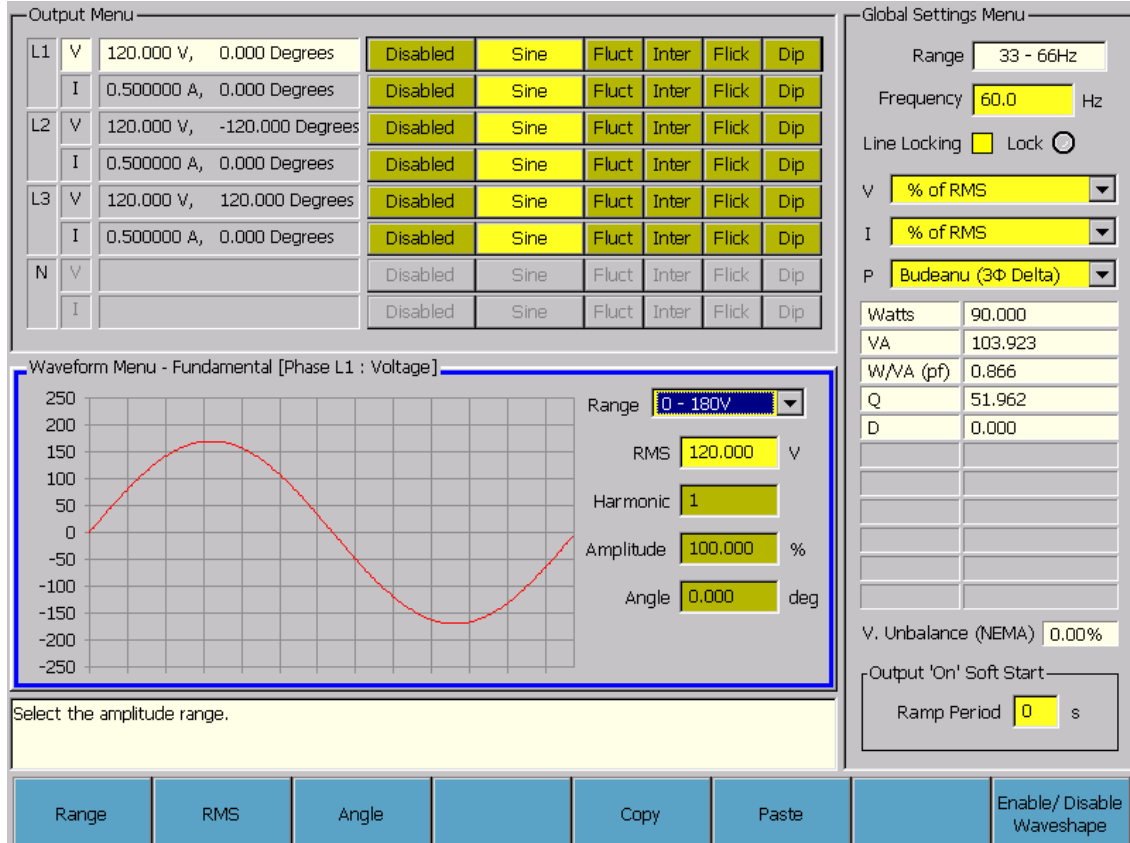 Output Menu
L1 V 120.000 V, 0.000 Degrees Disabled Sine Fluct Inter Flick Dip
I 0.500000 A, 0.000 Degrees Disabled Sine Fluct Inter Flick Dip
L2 V 120.000 V, -120.000 Degrees Disabled Sine Fluct Inter Flick Dip
I 0.500000 A, 0.000 Degrees Disabled Sine Fluct Inter Flick Dip
L3 V 120.000 V, 120.000 Degrees Disabled Sine Fluct Inter Flick Dip
I 0.500000 A, 0.000 Degrees Disabled Sine Fluct Inter Flick Dip
N V Disabled Sine Fluct Inter Flick Dip
I Disabled Sine Fluct Inter Flick Dip
Waveform Menu - Fundamental [Phase L1 : Voltage]
250
200
150
100
50
0
-50
-100
-150
-200
-250
Range 0 - 180V
RMS 120.000 V
Harmonic 1
Amplitude 100.000 %
Angle 0.000 deg
Select the amplitude range.
Global Settings Menu
Range 33 - 66Hz
Frequency 60.0 Hz
Line Locking Lock
V % of RMS
I % of RMS
P Budeanu (3Φ Delta)
Watts 90.000
VA 103.923
W/VA (pf) 0.866
Q 51.962
D 0.000
V. Unbalance (NEMA) 0.00%
Output 'On' Soft Start
Ramp Period 0 s
Range RMS Angle Copy Paste Enable/ Disable
Waveshape